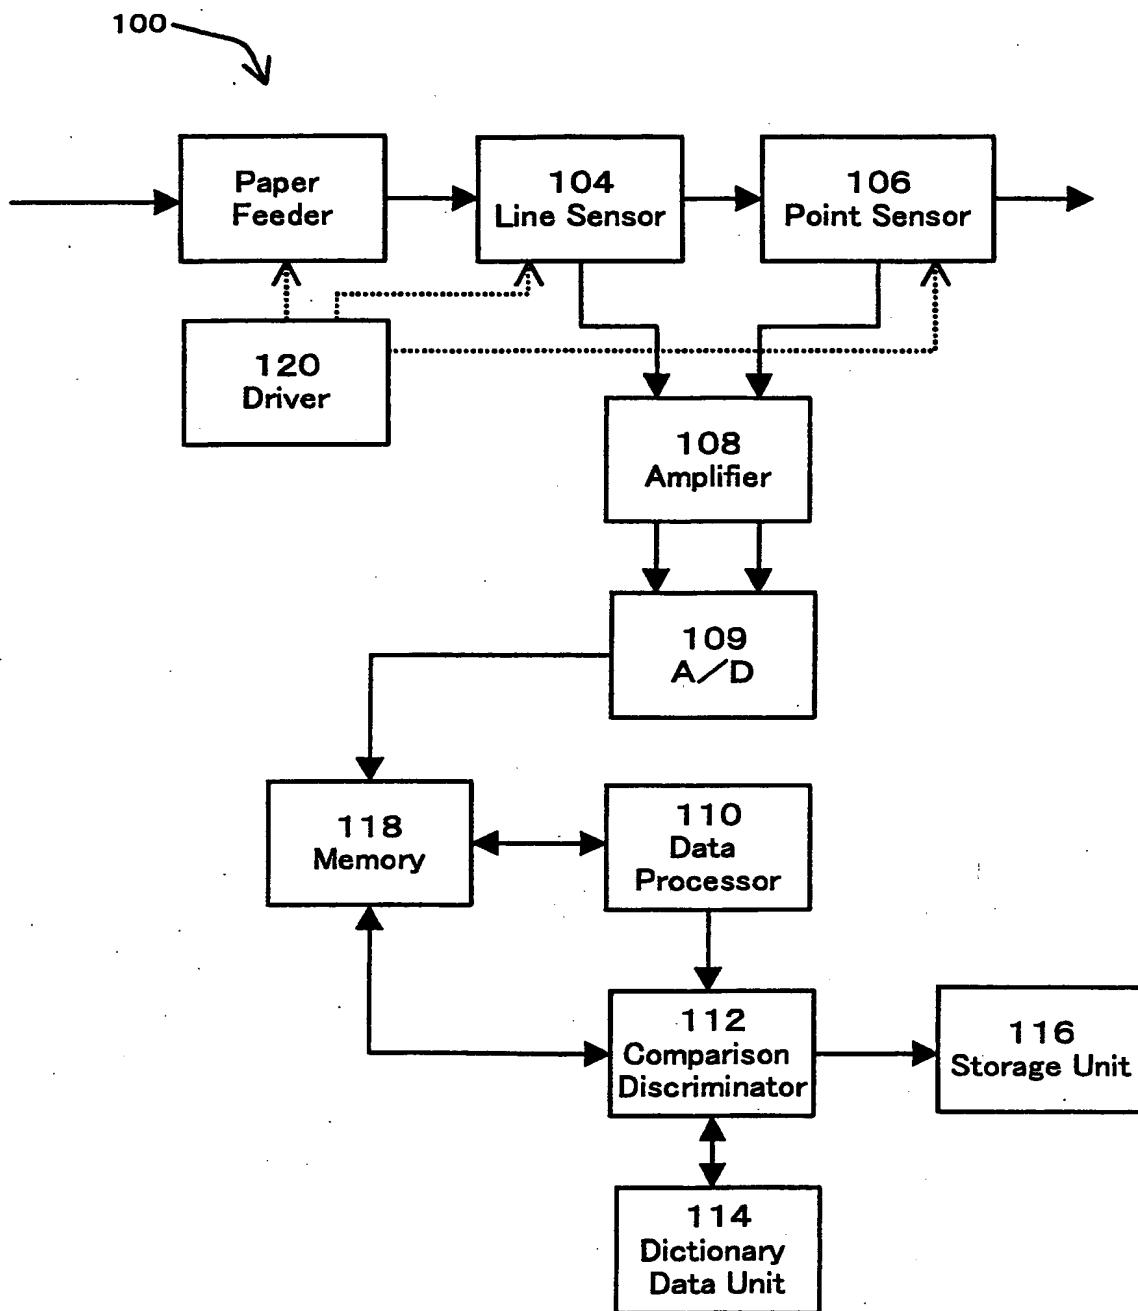 100
Paper
Feeder
104
Line Sensor
106
Point Sensor
120
Driver
108
Amplifier
109
A/D
118
Memory
110
Data
Processor
112
Comparison
Discriminator
116
Storage Unit
114
Dictionary
Data Unit